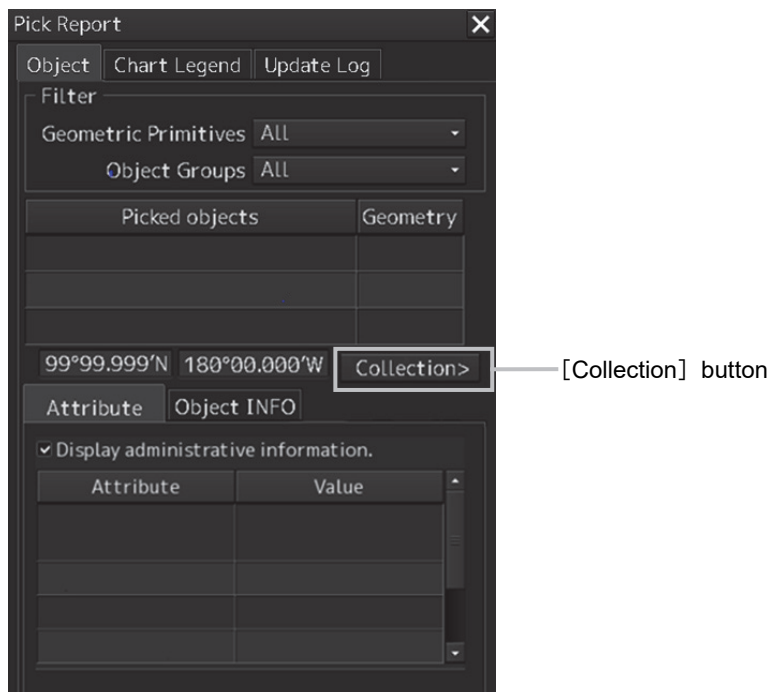 Pick Report
Object Chart Legend Update Log
Filter
Geometric Primitives All
Object Groups All
Picked objects Geometry
99°99.999′N 180°00.000′W Collection>
［Collection］ button
Attribute Object INFO
Display administrative information.
Attribute Value